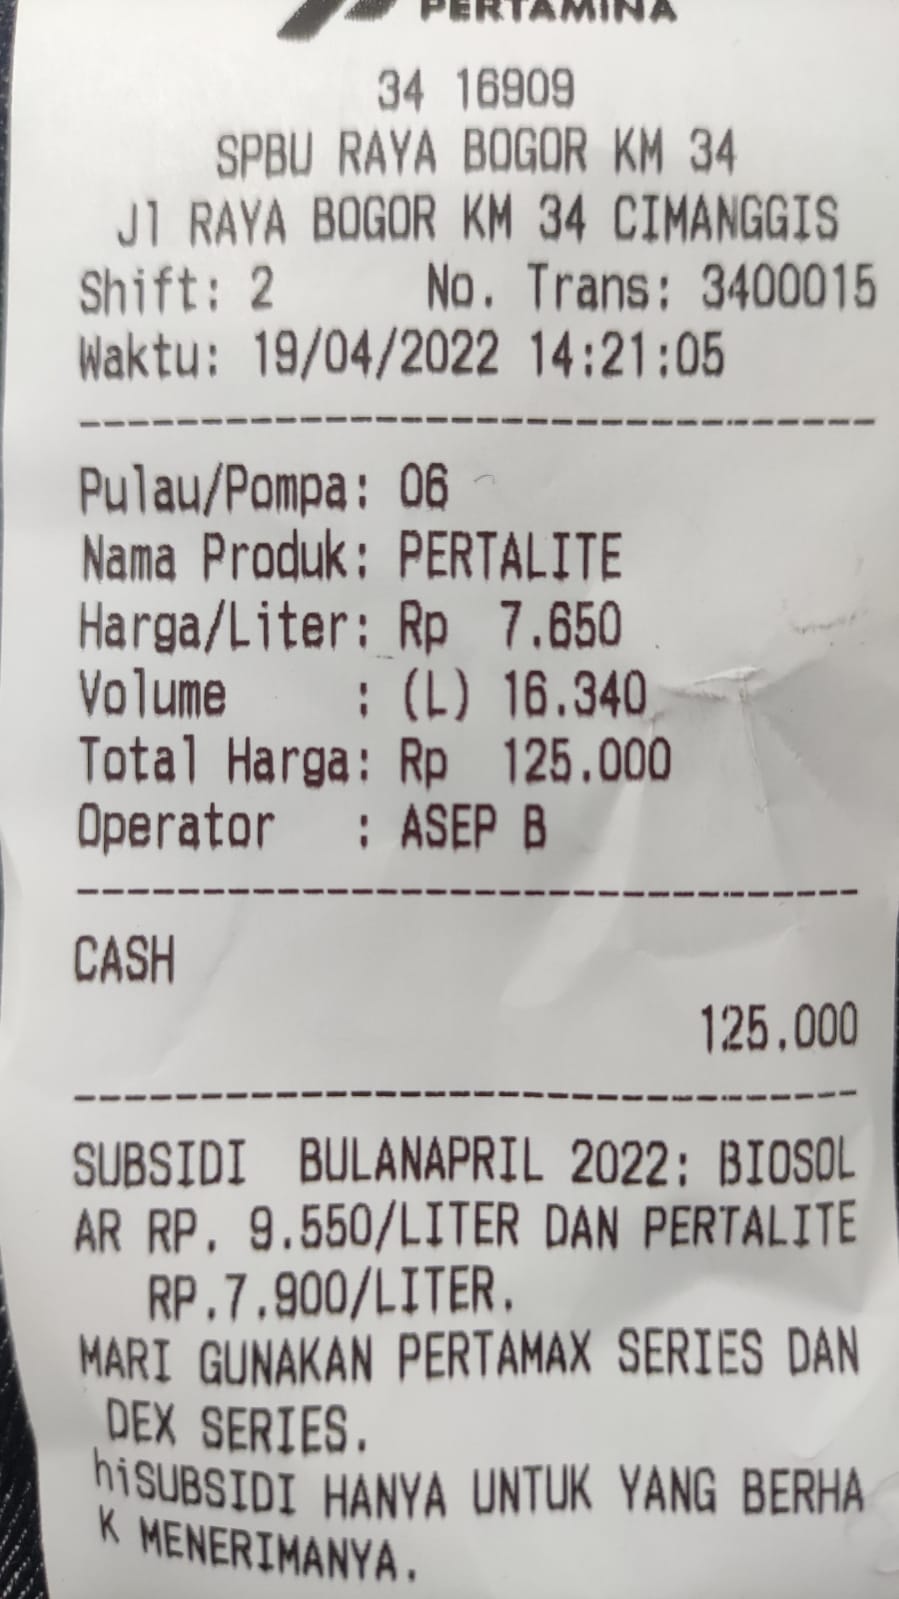 PERTAMINA
34 16909
SPBU RAYA BOGOR KM 34
Jl RAYA BOGOR KM 34 CIMANGGIS
Shift: 2 No. Trans: 3400015
Waktu: 19/04/2022 14:21:05
Pulau/Pompa: 06
Nama Produk: PERTALITE
Harga/Liter: Rp 7.650
Volume : (L) 16.340
Total Harga: Rp 125.000
Operator : ASEP B
CASH
125.000
SUBSIDI BULANAPRIL 2022: BIOSOL
AR RP. 9.550/LITER DAN PERTALITE
RP.7.900/LITER.
MARI GUNAKAN PERTAMAX SERIES DAN
DEX SERIES.
hiSUBSIDI HANYA UNTUK YANG BERHA
K MENERIMANYA.